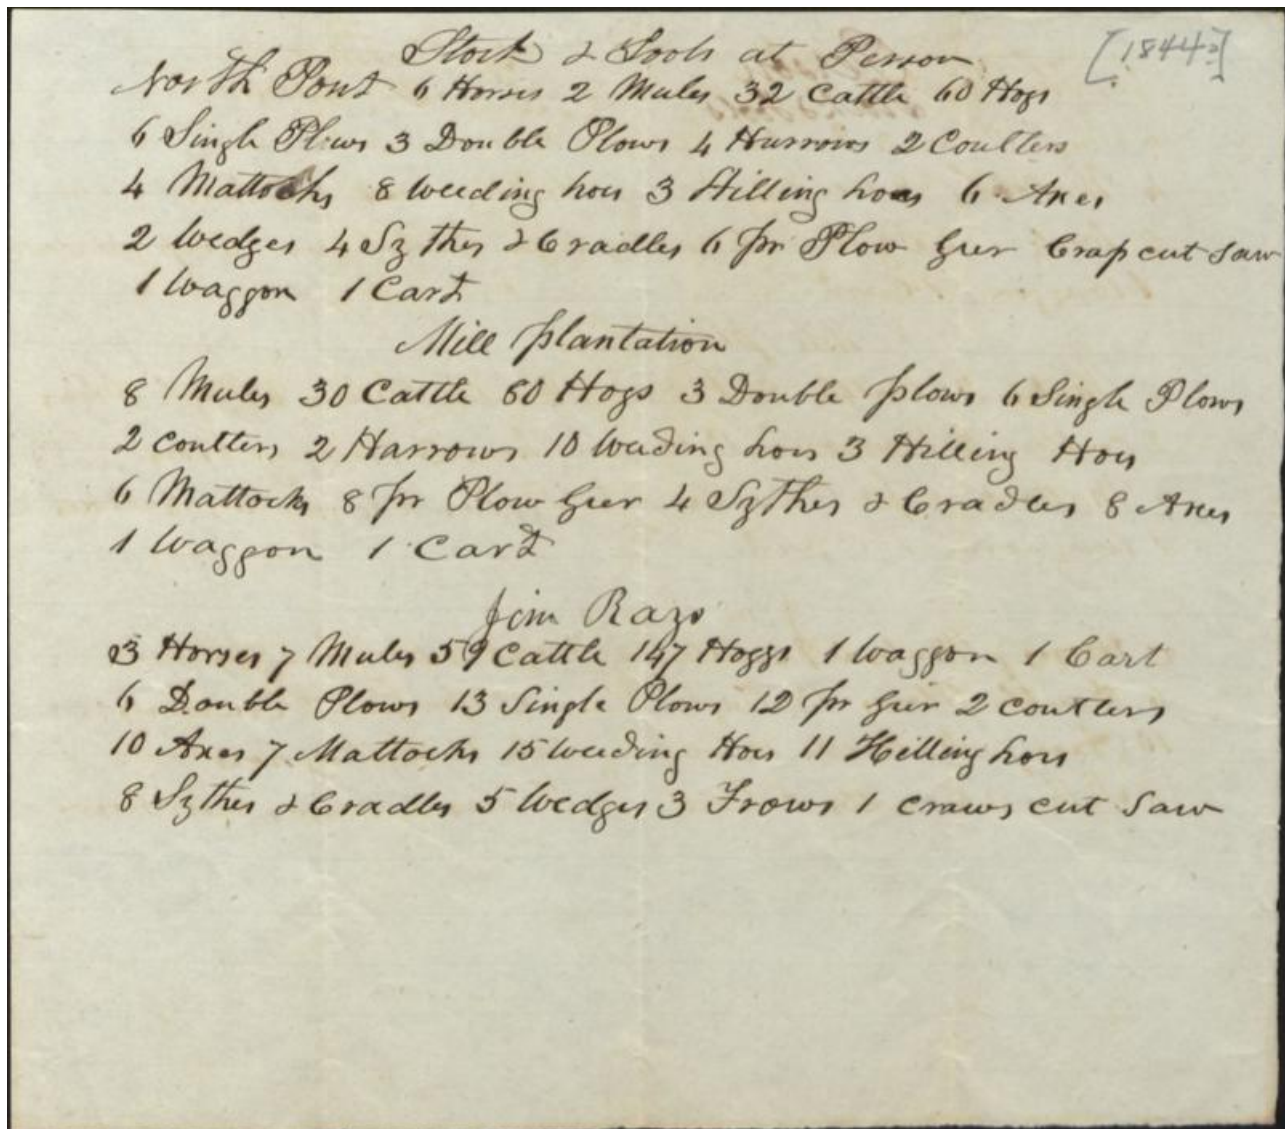 [1844?]
Stock & Tools at Person
North Pont 6 Horses 2 Mules 32 Cattle 60 Hogs
6 Single Plows 3 Double Plows 4 Harrows 2 Coulters
4 Mattocks 8 weeding hoes 3 Hilling hoes 6 Axes
2 Wedges 4 Sythes & Cradles 6 pr Plow Geer Crap cut Saw
1 Waggon 1 Cart
Mill plantation
8 Mules 30 Cattle 60 Hogs 3 Double plows 6 Single Plows
2 coulters 2 Harrows 10 Weeding hoes 3 Hilling Hoes
6 Mattocks 8 pr Plow Geer 4 Sythes & Cradles 8 Axes
1 Waggon 1 Cart
Jim Rays
3 Horses 7 Mules 59 Cattle 147 Hoggs 1 Waggon 1 Cart
6 Double Plows 13 Single Plows 12 pr Geer 2 coulters
10 Axes 7 Mattocks 15 Weeding Hoes 11 Hilling hoes
8 Sythes & Cradles 5 Wedges 3 Frows 1 craws cut Saw